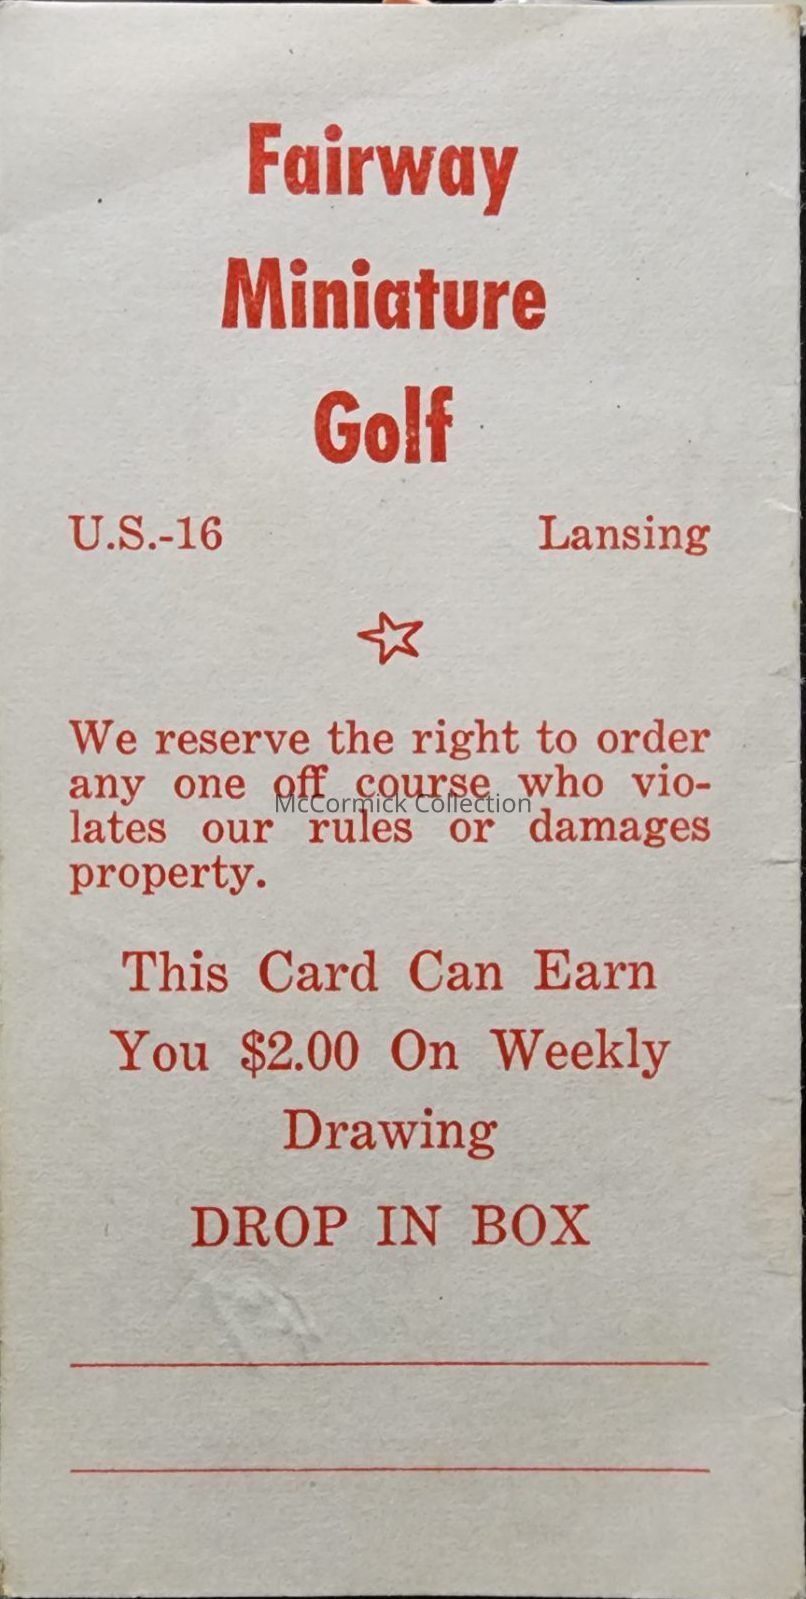 Fairway
Miniature
Golf
U.S.-16 Lansing
We reserve the right to order
any one off course who vio-
McCormick Collection
lates our rules or damages
property.
This Card Can Earn
You $2.00 On Weekly
Drawing
DROP IN BOX